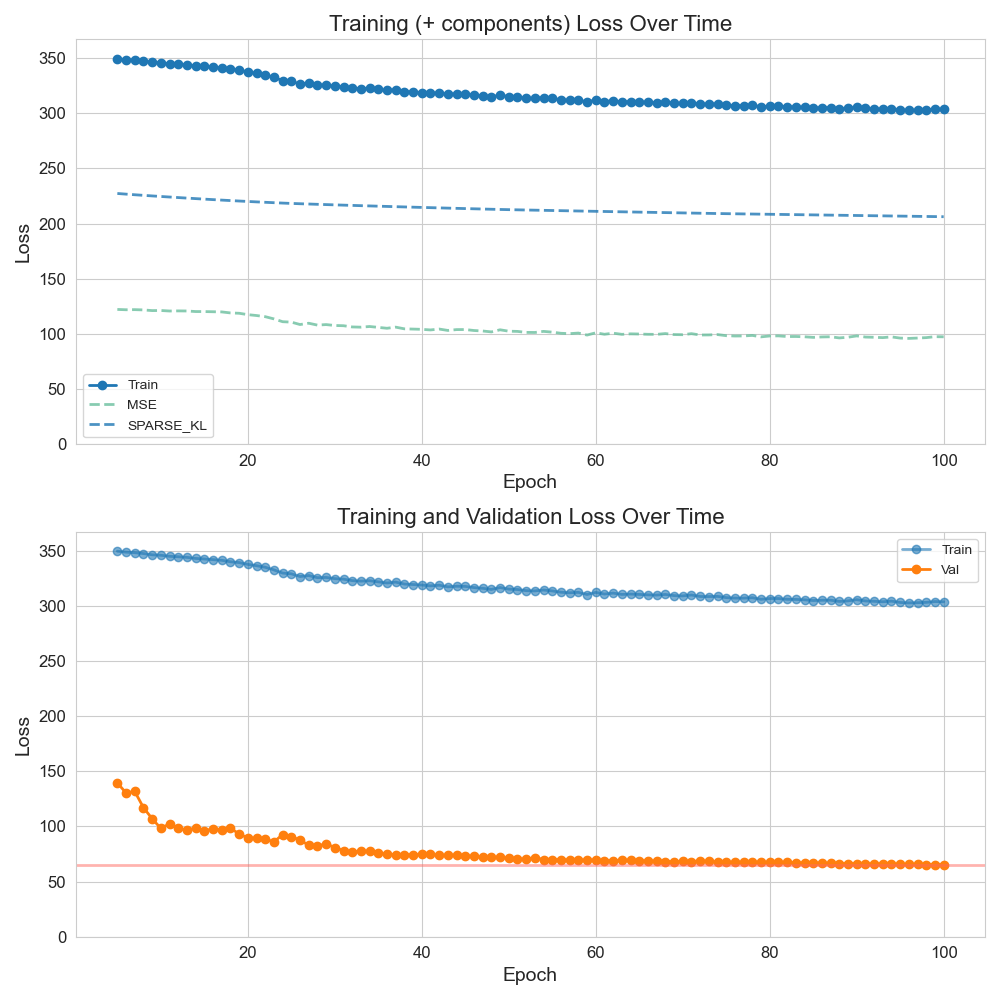 Training (+ components) Loss Over Time
350
300
250
200
150
100
50
0
Loss
Train
MSE
SPARSE_KL
20 40 60 80 100
Epoch
Training and Validation Loss Over Time
350
300
250
200
150
100
50
0
Loss
Train
Val
20 40 60 80 100
Epoch